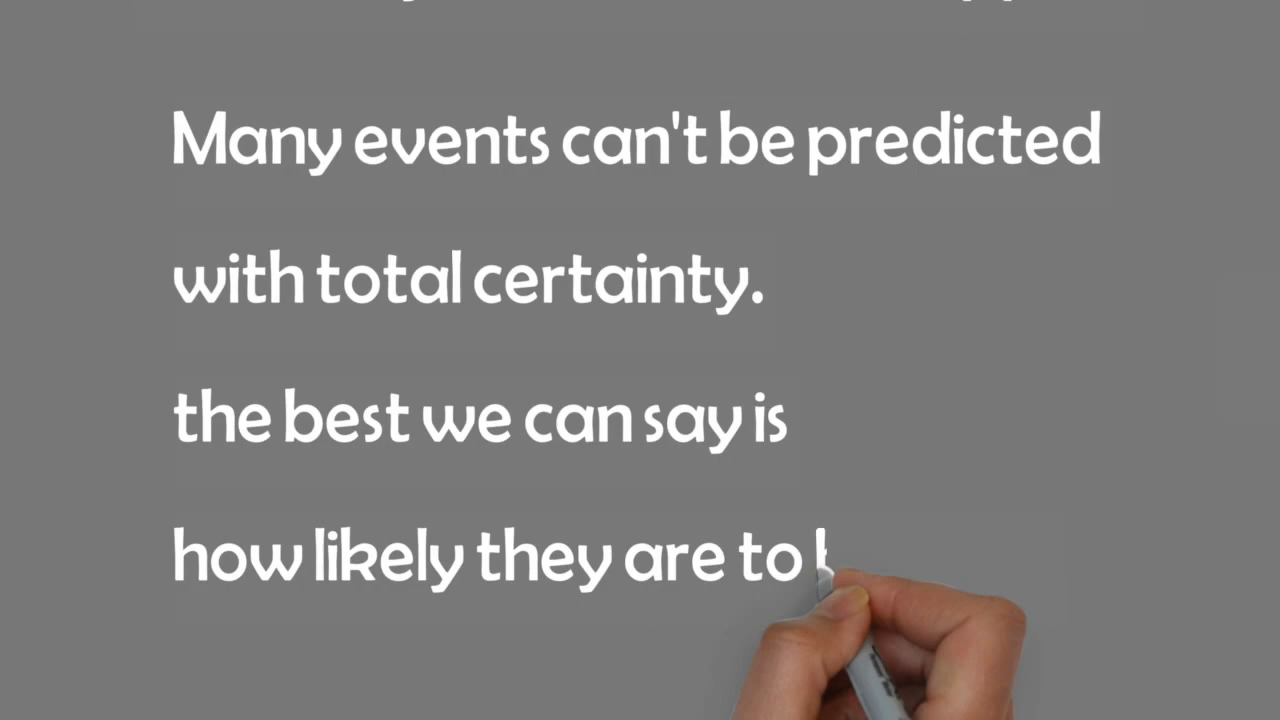 Many events can't be predicted
with total certainty.
the best we can say is
how likely they are to